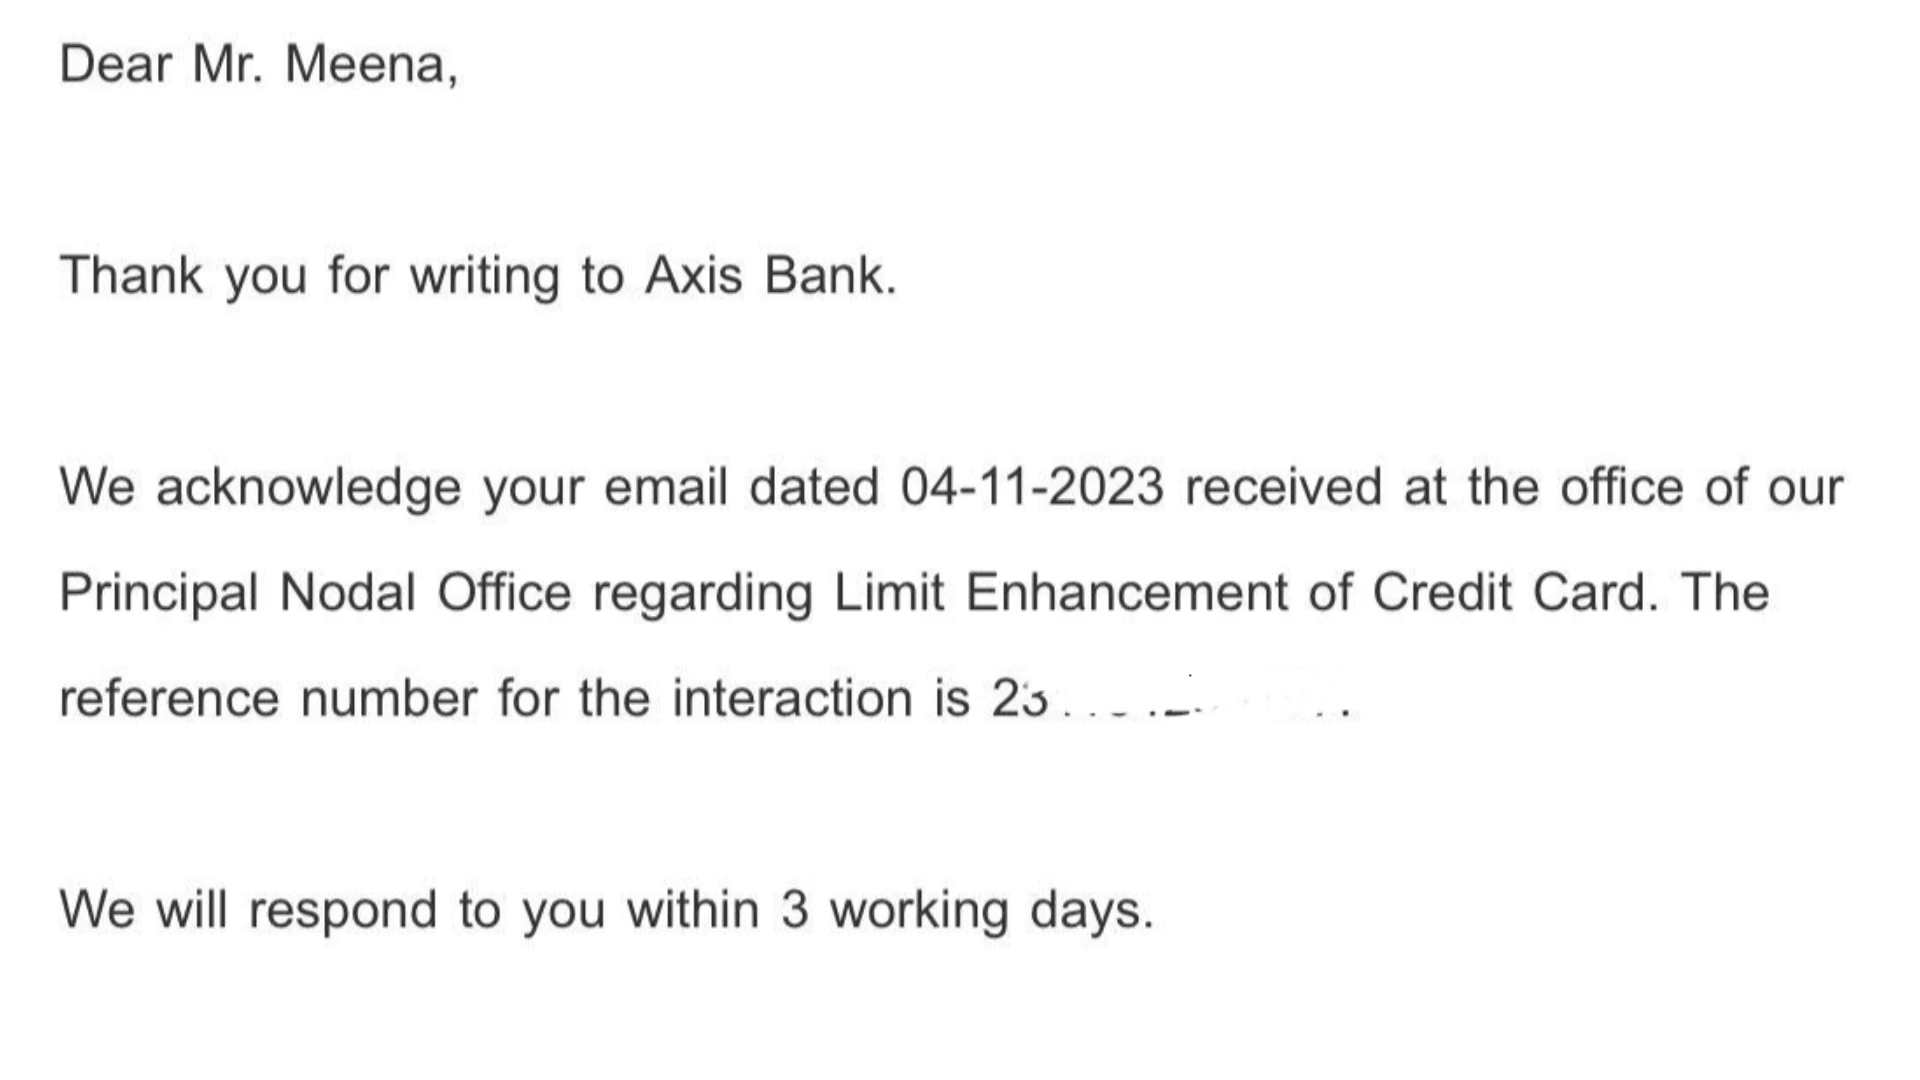 Dear Mr. Meena,
Thank you for writing to Axis Bank.
We acknowledge your email dated 04-11-2023 received at the office of our
Principal Nodal Office regarding Limit Enhancement of Credit Card. The
reference number for the interaction is
We will respond to you within 3 working days.